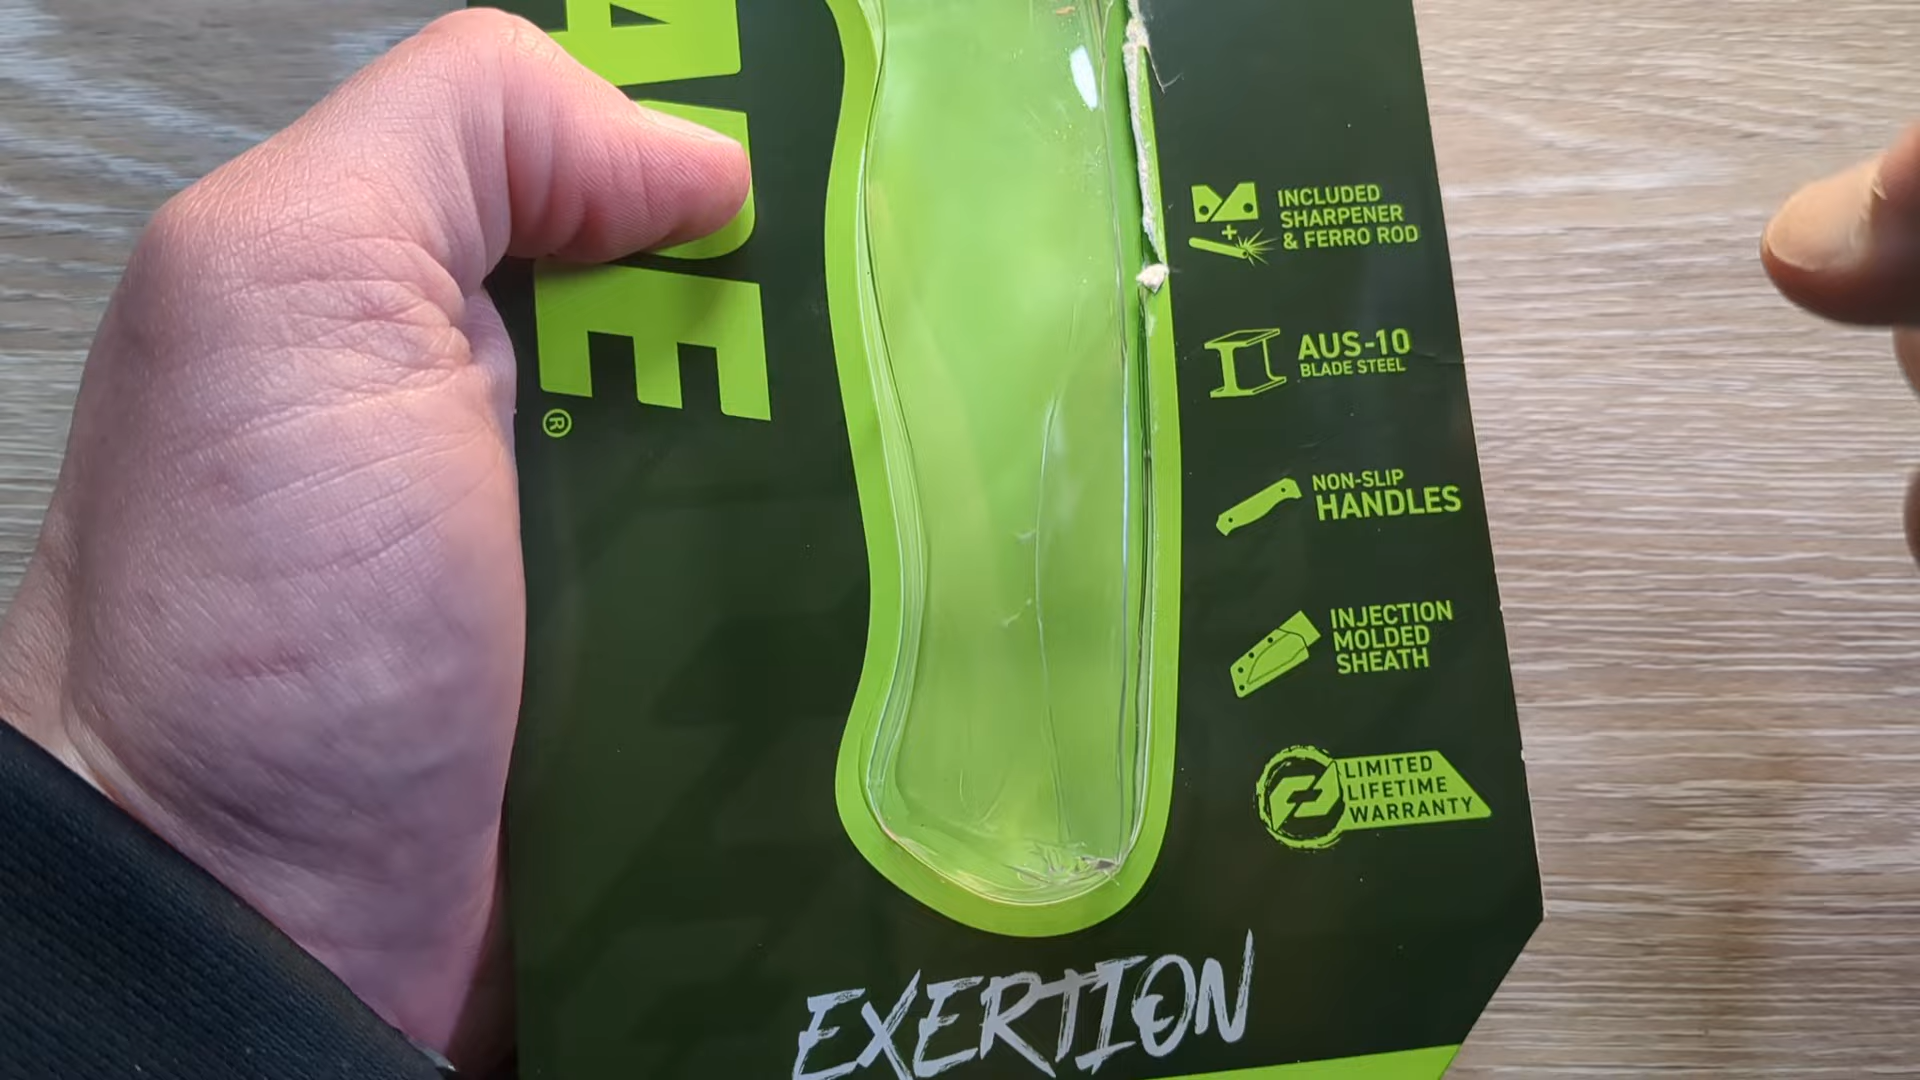 INCLUDED
SHARPENER
& FERRO ROD
AUS-10
BLADE STEEL
NON-SLIP
HANDLES
INJECTION
MOLDED
SHEATH
LIMITED
LIFETIME
WARRANTY
®
EXERTION